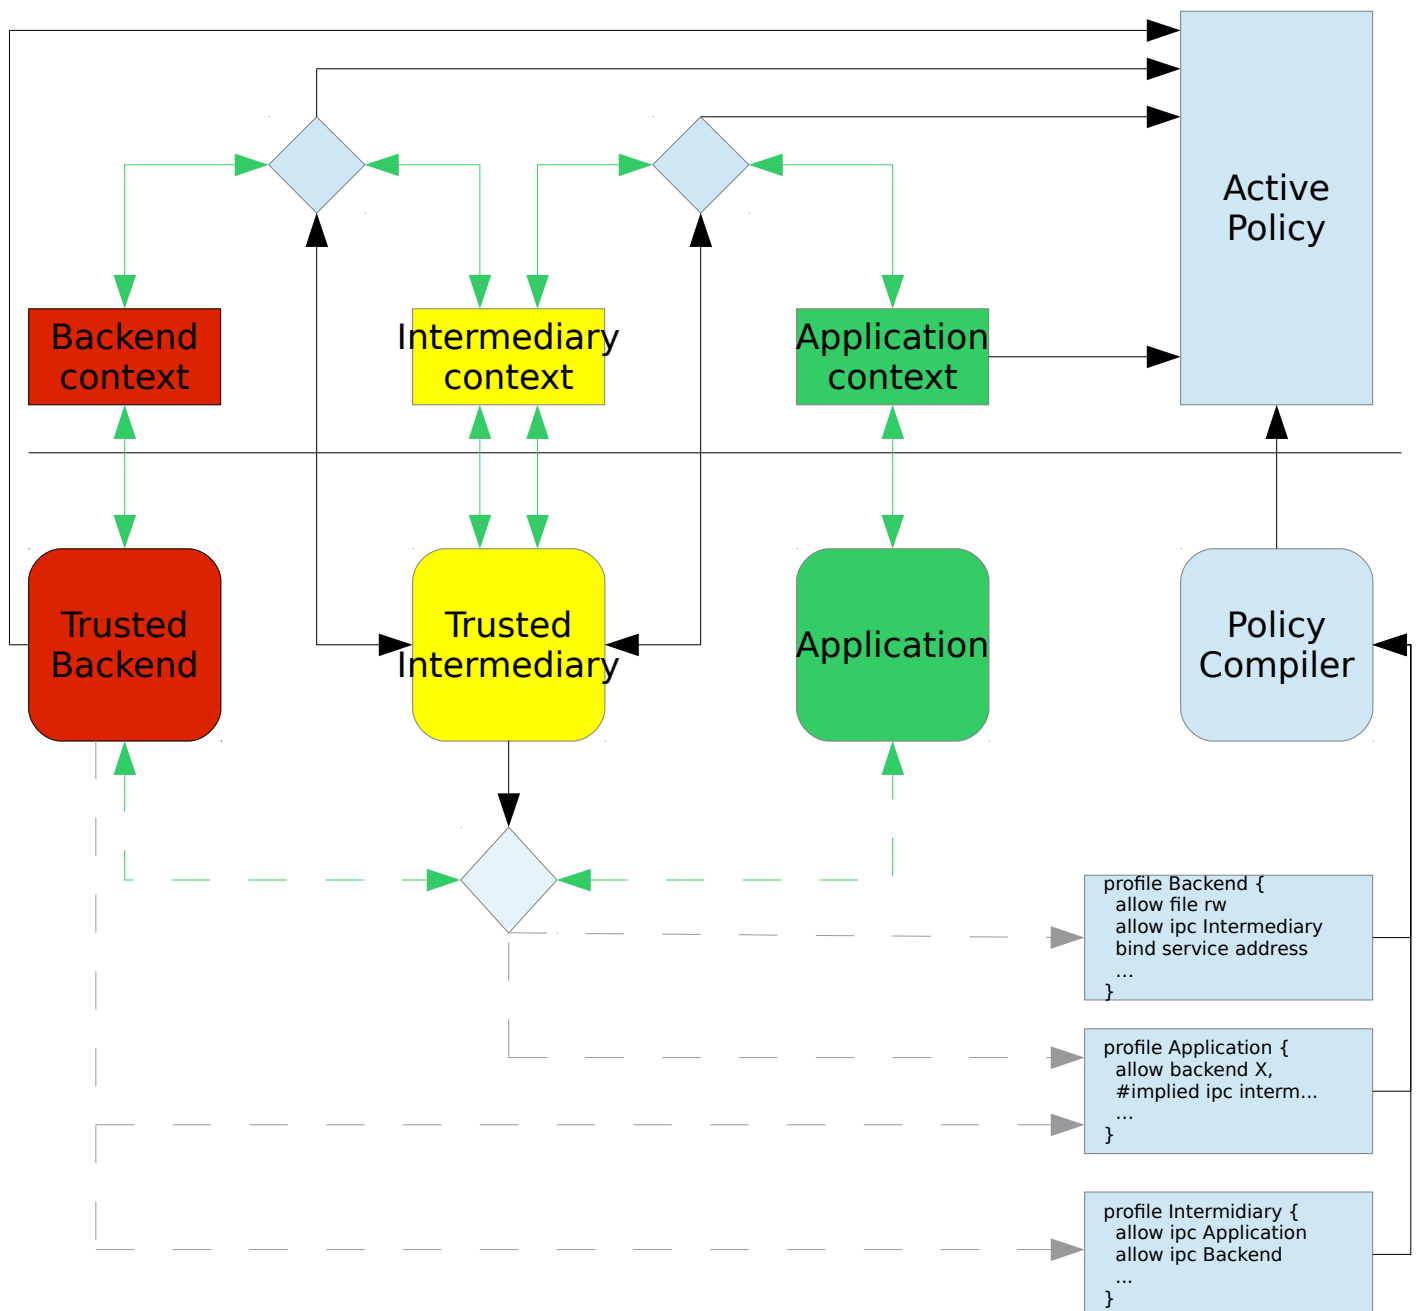 Active
Policy
Backend
context
Intermediary
context
Application
context
Trusted
Backend
Trusted
Intermediary
Application
Policy
Compiler
profile Backend {
allow file rw
allow ipc Intermediary
bind service address
...
}
profile Application {
allow backend X,
#implied ipc interm...
...
}
profile Intermidiary {
allow ipc Application
allow ipc Backend
...
}